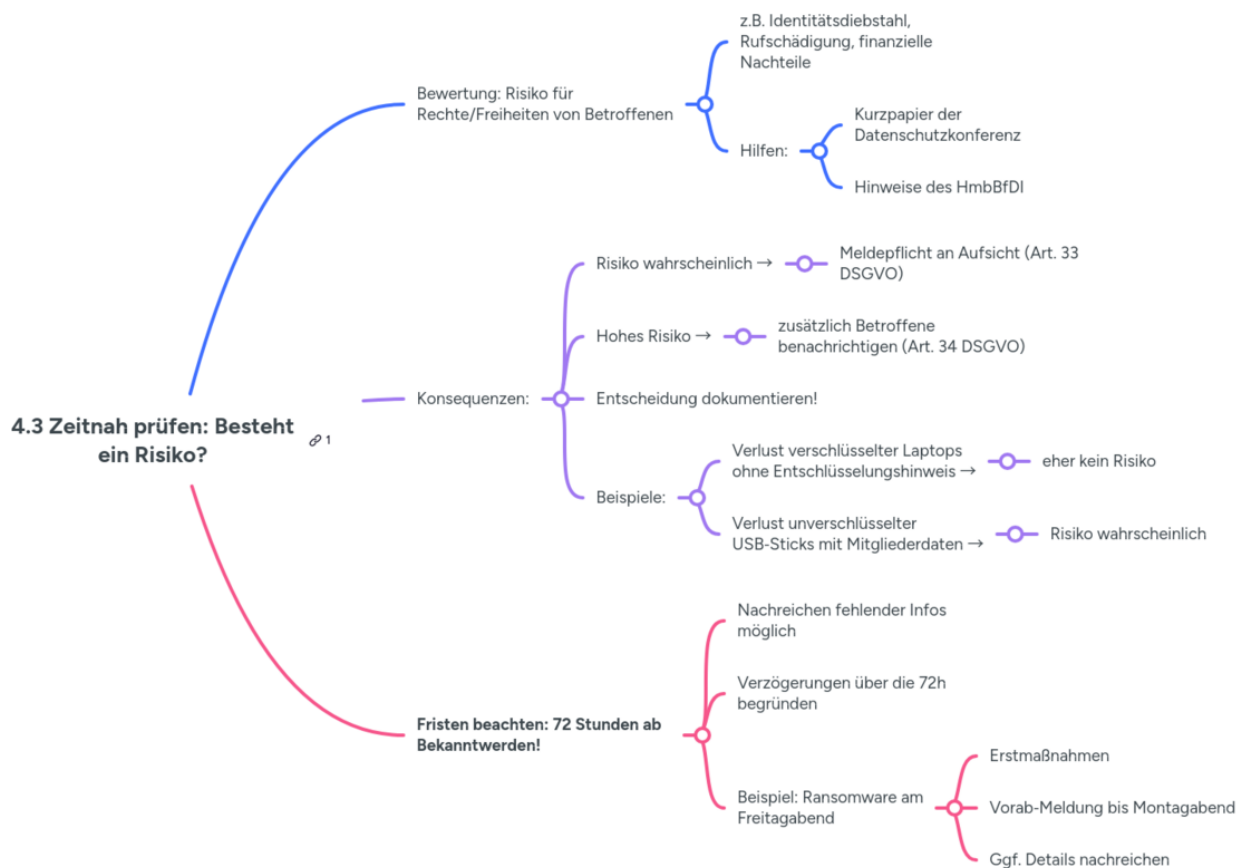 4.3 Zeitnah prüfen: Besteht
ein Risiko?
1
Bewertung: Risiko für
Rechte/Freiheiten von Betroffenen
z.B. Identitätsdiebstahl,
Rufschädigung, finanzielle
Nachteile
Hilfen:
Kurzpapier der
Datenschutzkonferenz
Hinweise des HmbBfDI
Konsequenzen:
Risiko wahrscheinlich →
Meldepflicht an Aufsicht (Art. 33
DSGVO)
Hohes Risiko →
zusätzlich Betroffene
benachrichtigen (Art. 34 DSGVO)
Entscheidung dokumentieren!
Beispiele:
Verlust verschlüsselter Laptops
ohne Entschlüsselungshinweis →
eher kein Risiko
Verlust unverschlüsselter
USB-Sticks mit Mitgliederdaten →
Risiko wahrscheinlich
Fristen beachten: 72 Stunden ab
Bekanntwerden!
Nachreichen fehlender Infos
möglich
Verzögerungen über die 72h
begründen
Beispiel: Ransomware am
Freitagabend
Erstmaßnahmen
Vorab-Meldung bis Montagabend
Ggf. Details nachreichen